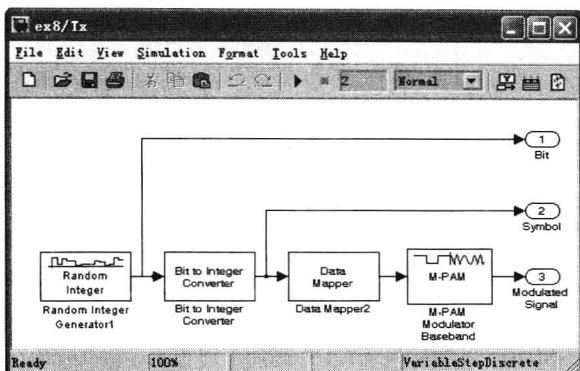 ex8/Tx
File Edit View Simulation Format Tools Help
2 Normal
1
Bit
2
Symbol
Random
Integer
Random Integer
Generator1
Bit to Integer
Converter
Bit to Integer
Converter
Data
Mapper
Data Mapper2
M-PAM
M-PAM
Modulator
Baseband
3
Modulated
Signal
Ready 100% VariableStepDiscrete